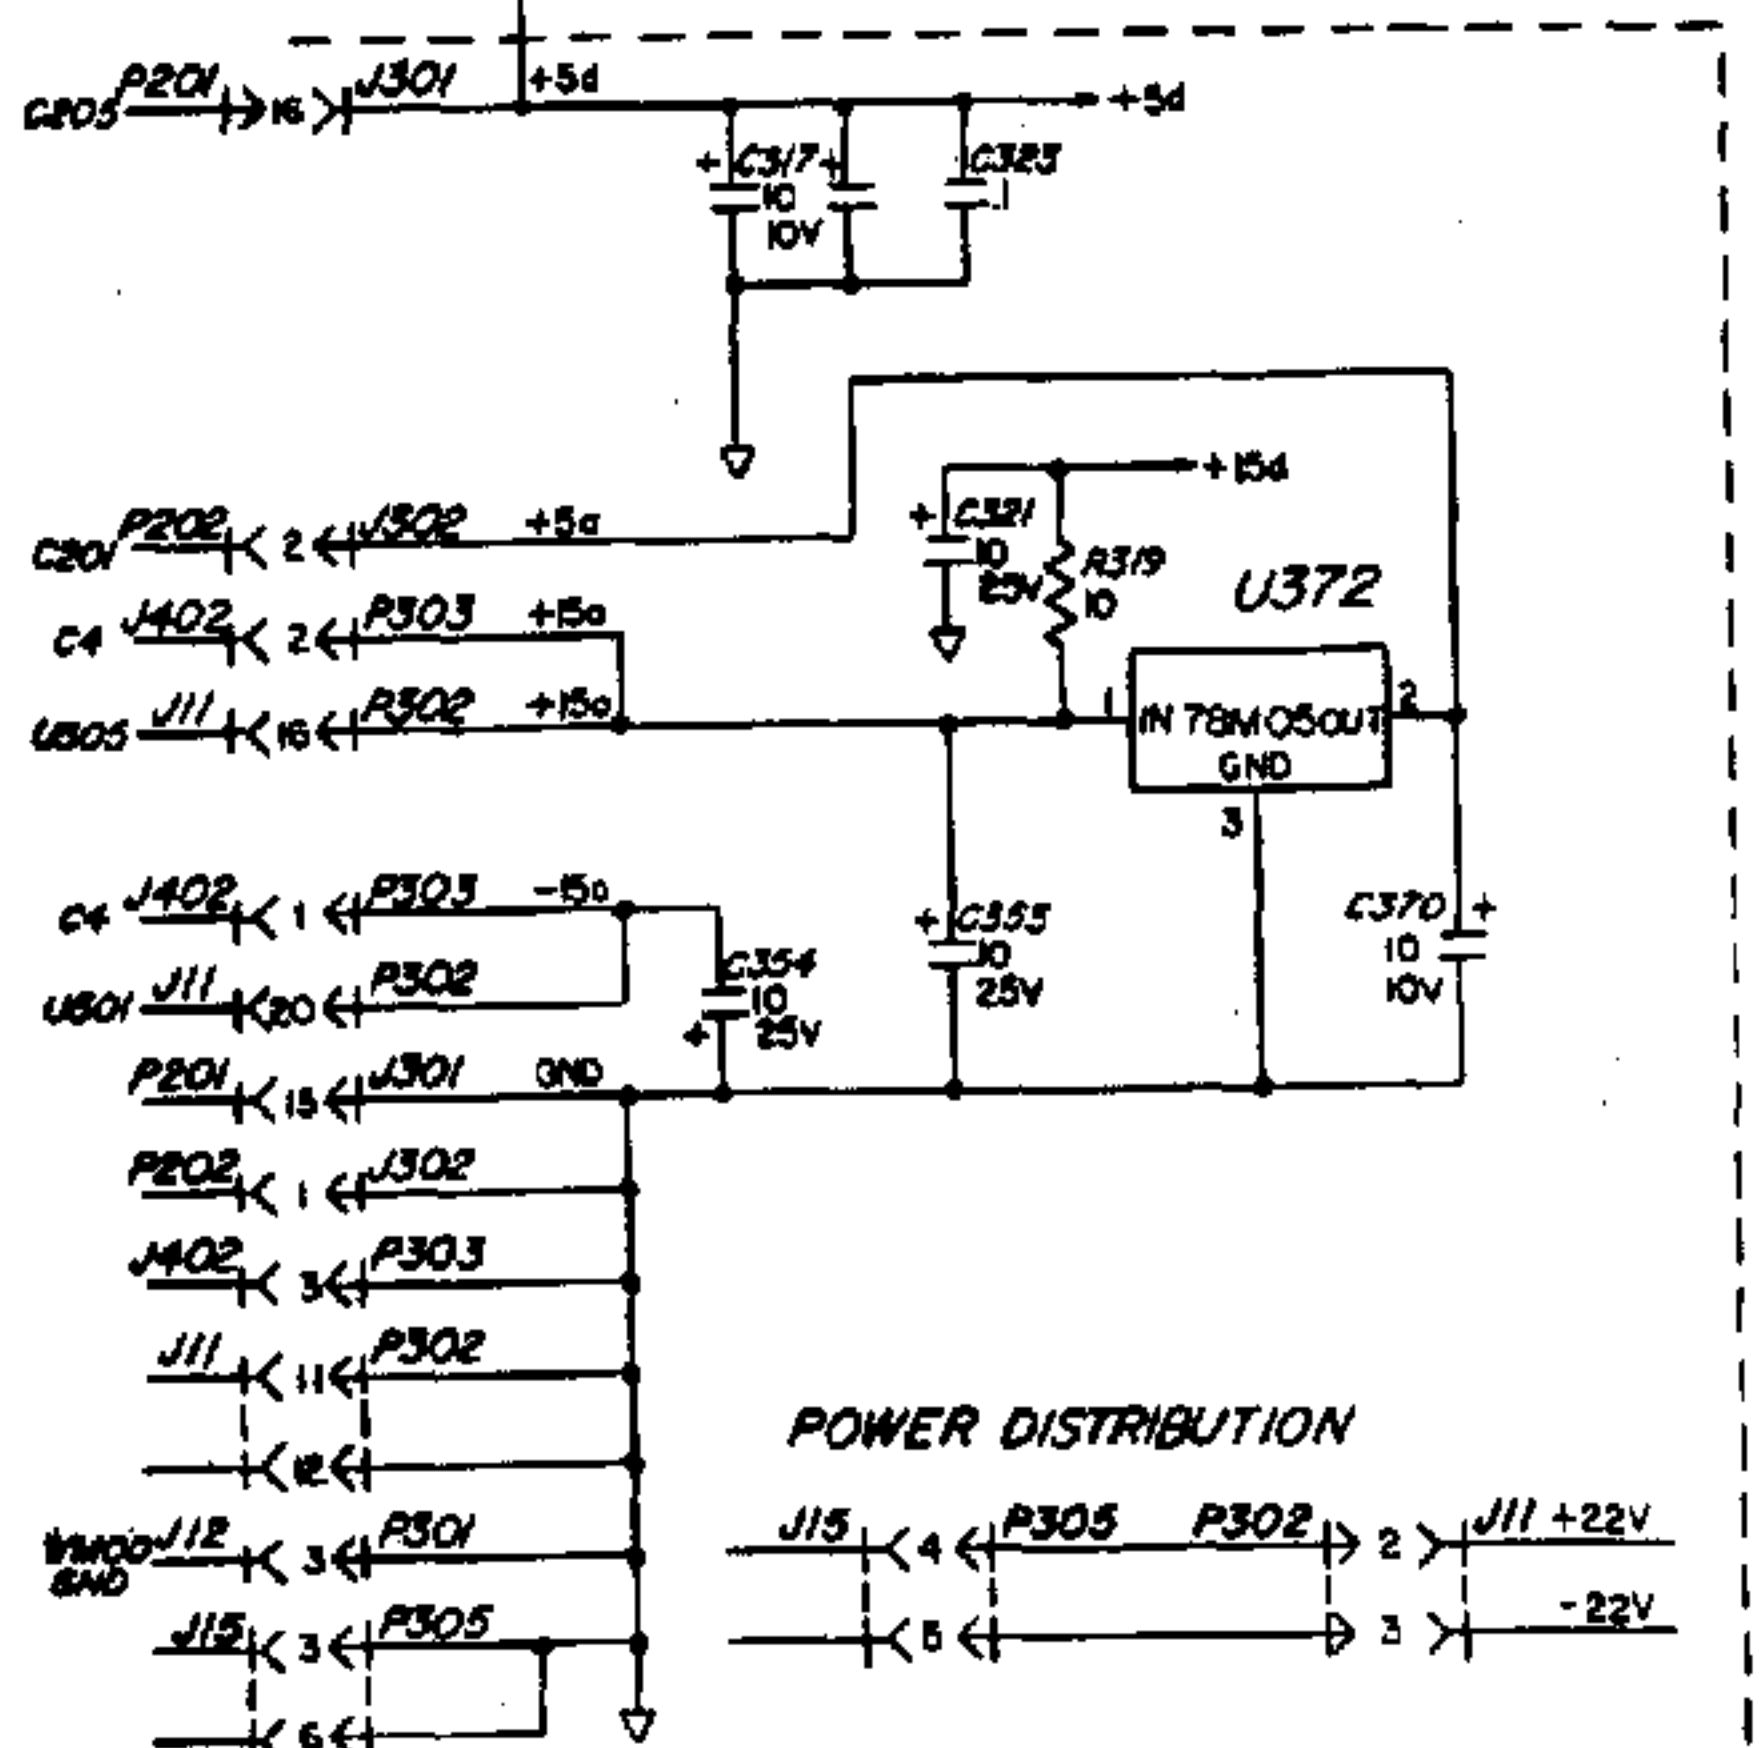 P201 J301 +5d
C205 16 +5d
+ C317 + C323
10 .1
10V
+15d
P202 J302 +5a + C321
C201 2 10 R319
25V 10 U372
J402 P303 +15a
C4 2
J11 P302 +15a 1 2
U305 16 IN 78M05 OUT
GND
3
J402 P303 -15a
C4 1 + C355 C370 +
10 10
J11 P302 C354 25V 10V
U301 20 10
+ 25V
P201 J301 GND
15
P202 J302
1
J402 P303
3
J11 P302
11
POWER DISTRIBUTION
12
J12 P301 J15 P305 P302 J11 +22V
3 4 2
GND
J15 P305 -22V
3 5 3
6